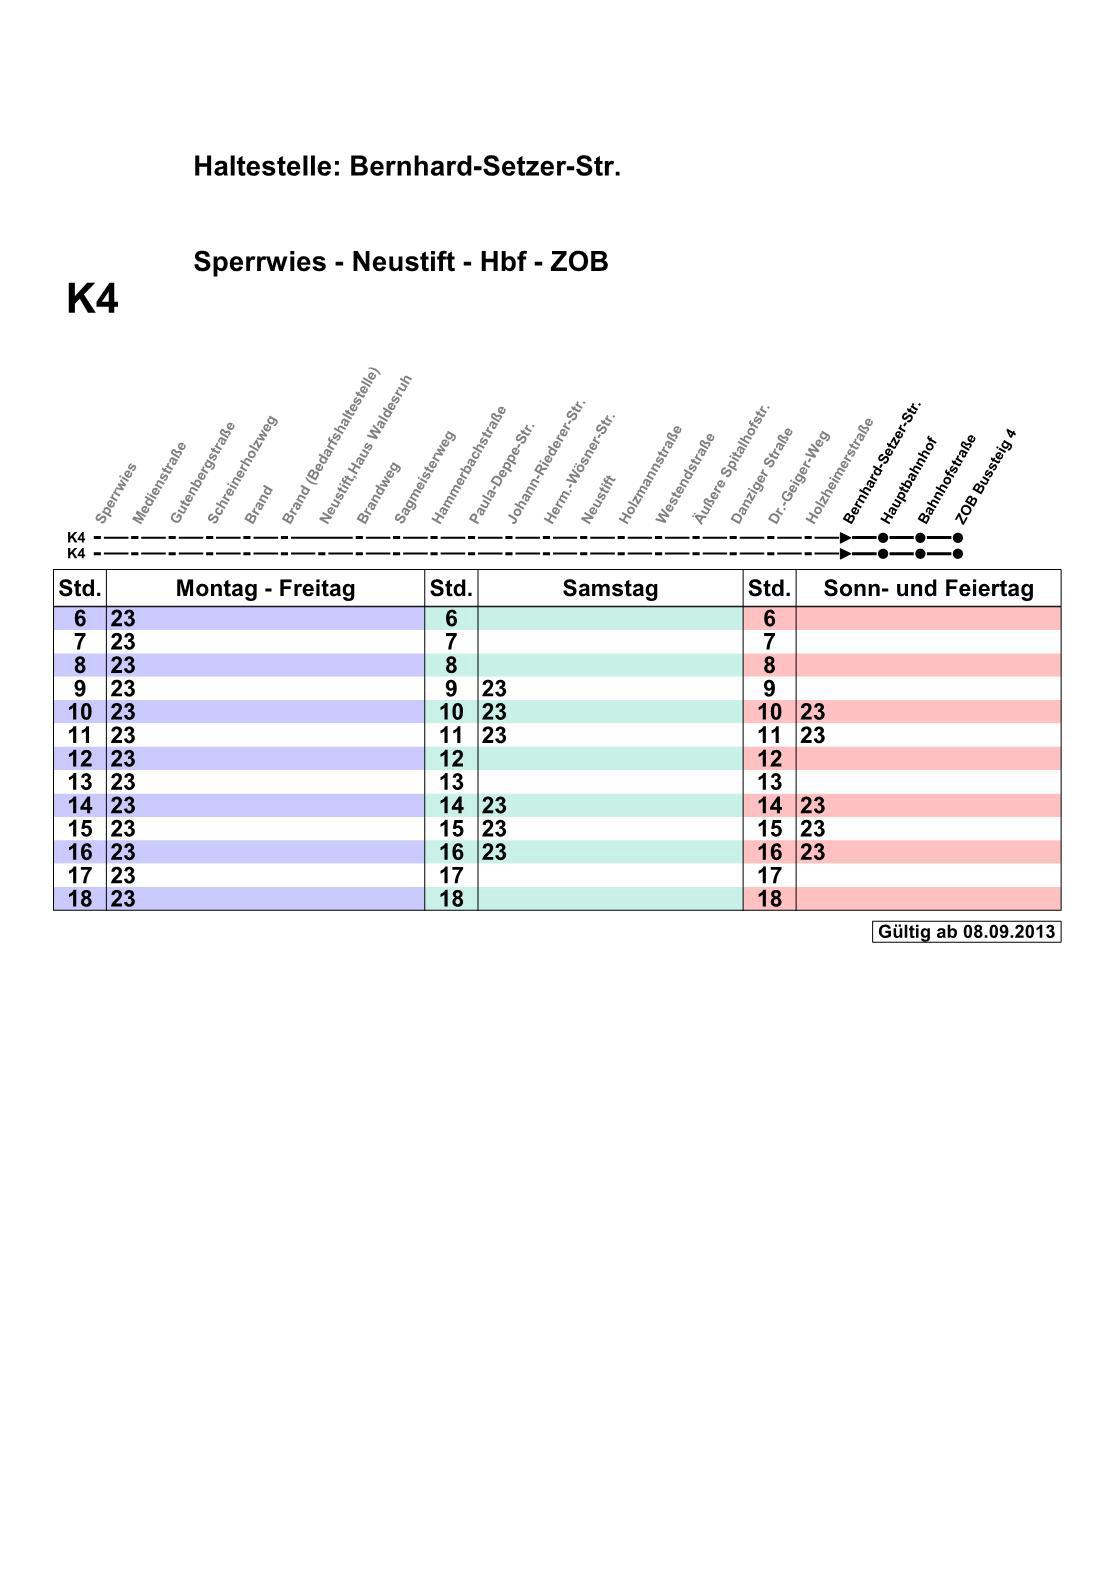 Haltestelle: Bernhard-Setzer-Str.
Sperrwies - Neustift - Hbf - ZOB
K4
Sperrwies
Medienstraße
Gutenbergstraße
Schreinerholzweg
Brand
Brand (Bedarfshaltestelle)
Neustift,Haus Waldesruh
Brandweg
Sagmeisterweg
Hammerbachstraße
Paula-Deppe-Str.
Johann-Riederer-Str.
Herm.-Wösner-Str.
Neustift
Holzmannstraße
Westendstraße
Äußere Spitalhofstr.
Danziger Straße
Dr.-Geiger-Weg
Holzheimerstraße
Bernhard-Setzer-Str.
Hauptbahnhof
Bahnhofstraße
ZOB Bussteig 4
K4
K4
Std. Montag - Freitag Std. Samstag Std. Sonn- und Feiertag
6 23 6 6
7 23 7 7
8 23 8 8
9 23 9 23 9
10 23 10 23 10 23
11 23 11 23 11 23
12 23 12 12
13 23 13 13
14 23 14 23 14 23
15 23 15 23 15 23
16 23 16 23 16 23
17 23 17 17
18 23 18 18
Gültig ab 08.09.2013